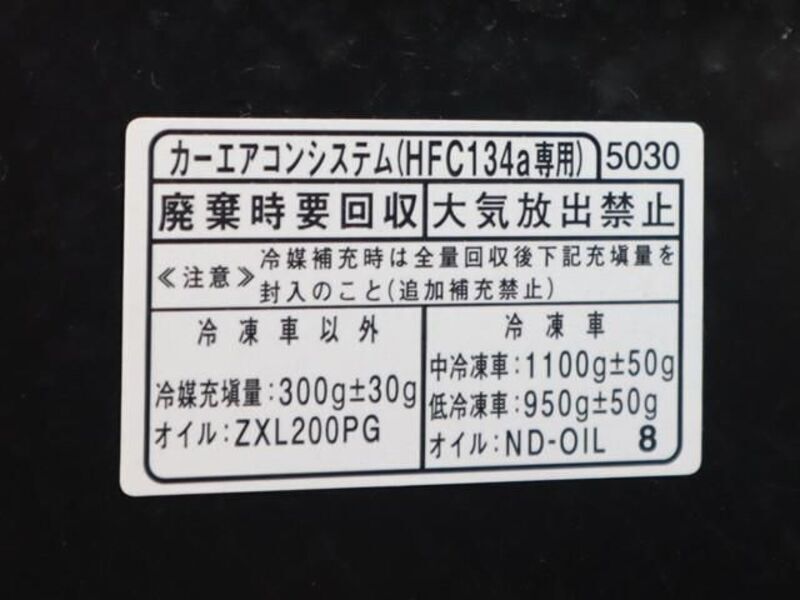 カーエアコンシステム(HFC134a専用) 5030
廃棄時要回収 大気放出禁止
≪注意≫ 冷媒補充時は全量回収後下記充填量を
封入のこと(追加補充禁止)
冷凍車以外
冷媒充填量:300g±30g
オイル:ZXL200PG
冷凍車
中冷凍車:1100g±50g
低冷凍車:950g±50g
オイル:ND-OIL 8